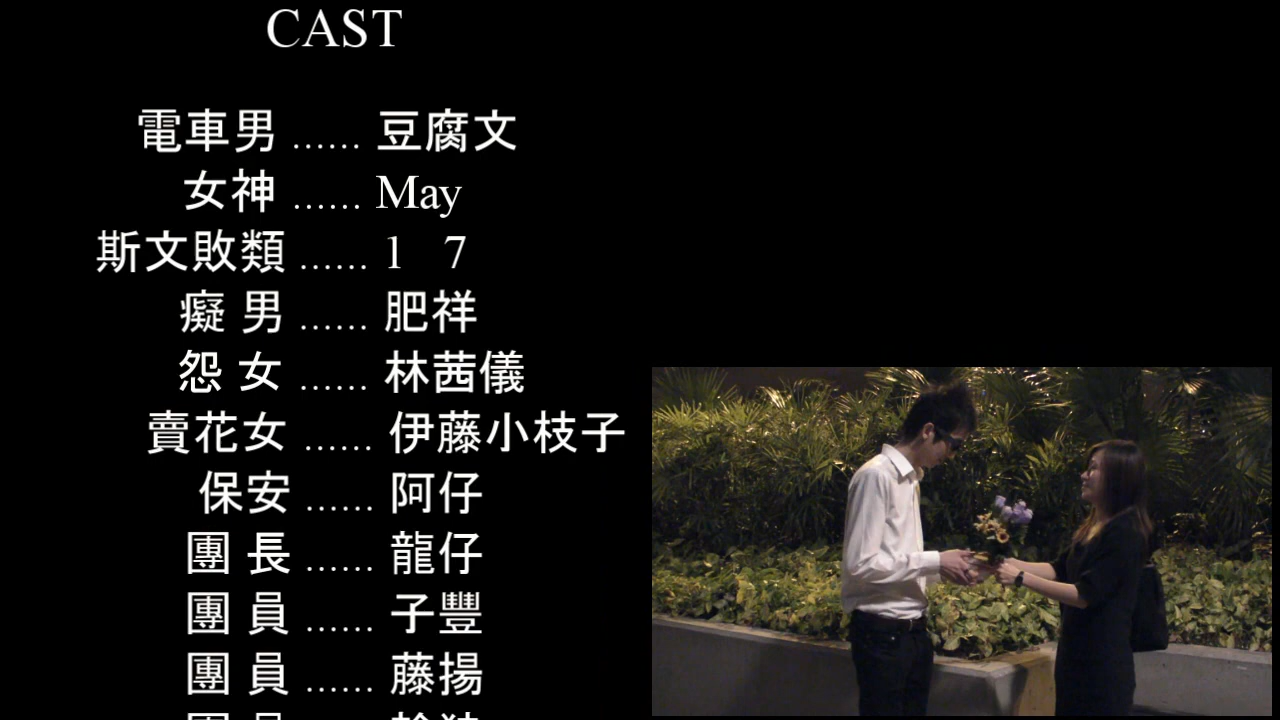 CAST
電車男 ...... 豆腐文
女神 ...... May
斯文敗類 ...... 1 7
癡 男 ...... 肥祥
怨 女 ...... 林茜儀
賣花女 ...... 伊藤小枝子
保安 ...... 阿仔
團 長 ...... 龍仔
團 員 ...... 子豐
團 員 ...... 藤揚